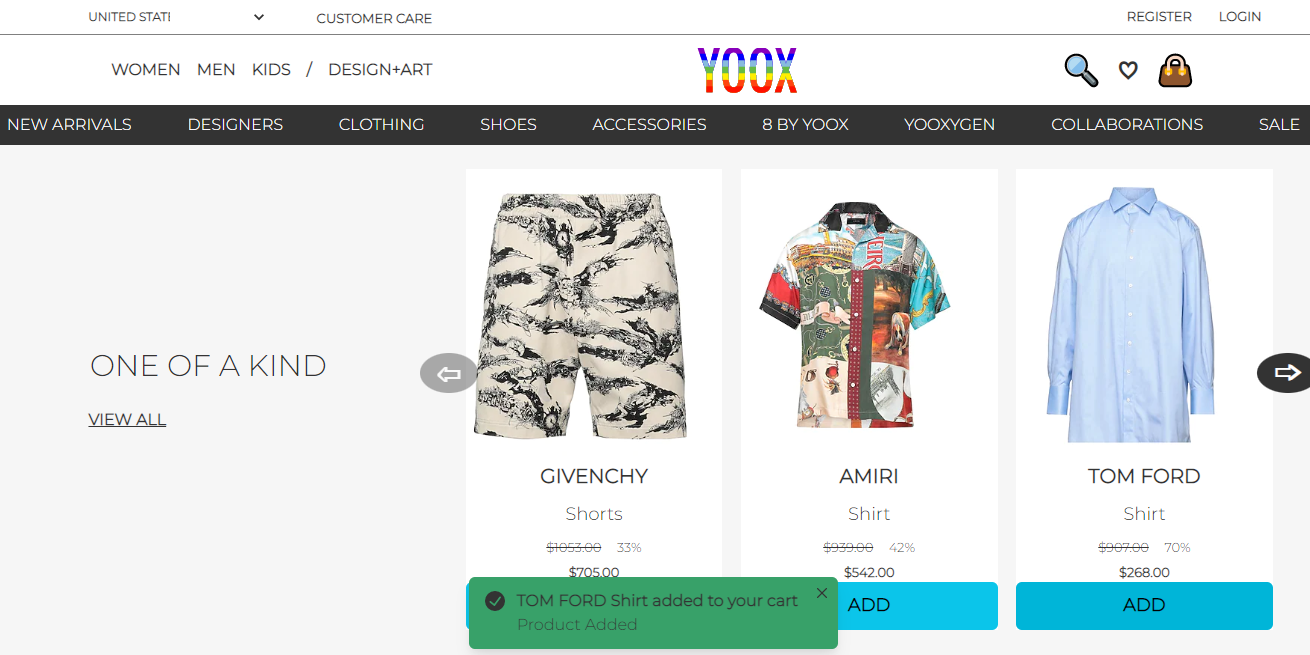 UNITED STATE
CUSTOMER CARE
REGISTER
LOGIN
WOMEN MEN KIDS / DESIGN+ART
YOOX
NEW ARRIVALS
DESIGNERS
CLOTHING
SHOES
ACCESSORIES
8 BY YOOX
YOOXYGEN
COLLABORATIONS
SALE
ONE OF A KIND
VIEW ALL
GIVENCHY
Shorts
$1053.00 33%
$705.00
AMIRI
Shirt
$939.00 42%
$542.00
ADD
TOM FORD
Shirt
$907.00 70%
$268.00
ADD
TOM FORD Shirt added to your cart
Product Added